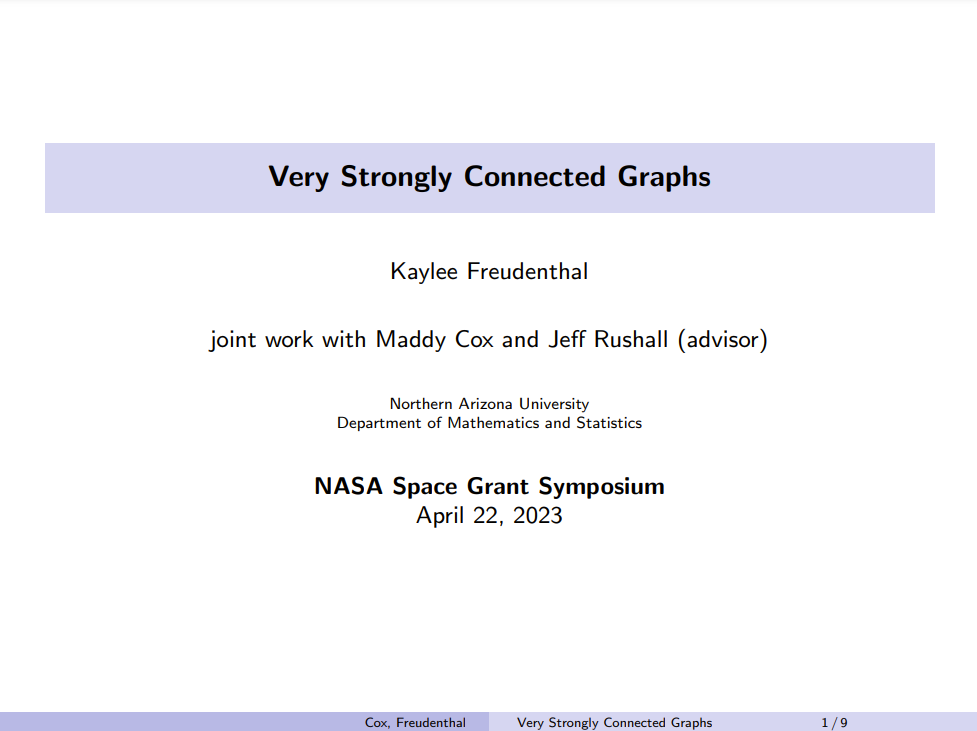 Very Strongly Connected Graphs
Kaylee Freudenthal
joint work with Maddy Cox and Jeff Rushall (advisor)
Northern Arizona University
Department of Mathematics and Statistics
NASA Space Grant Symposium
April 22, 2023
Cox, Freudenthal Very Strongly Connected Graphs 1 / 9